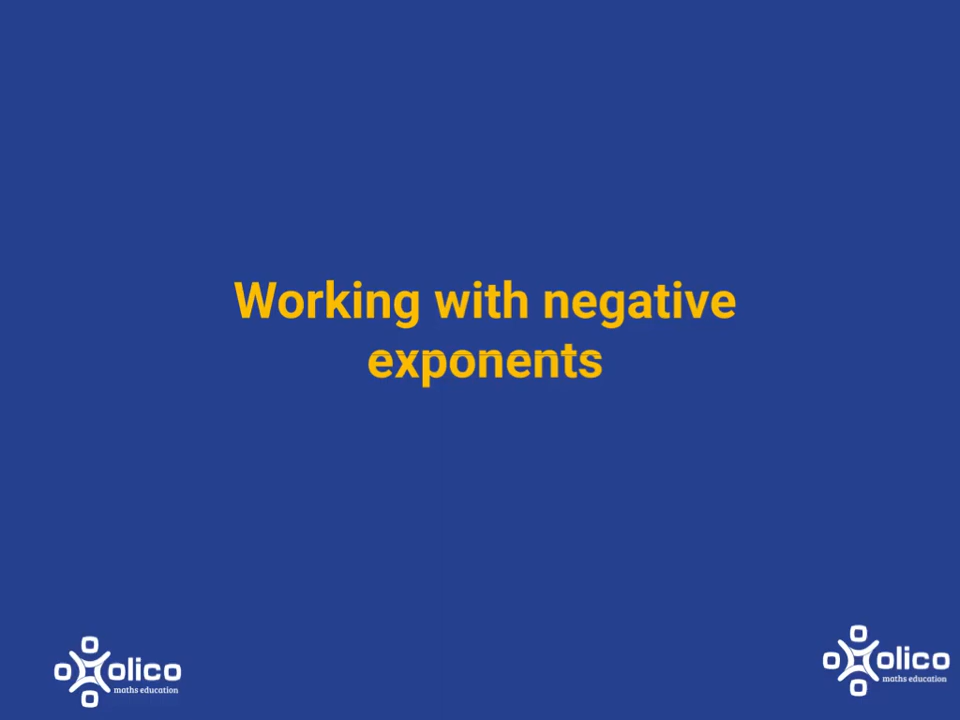 Working with negative
exponents
olico
maths education
olico
maths education